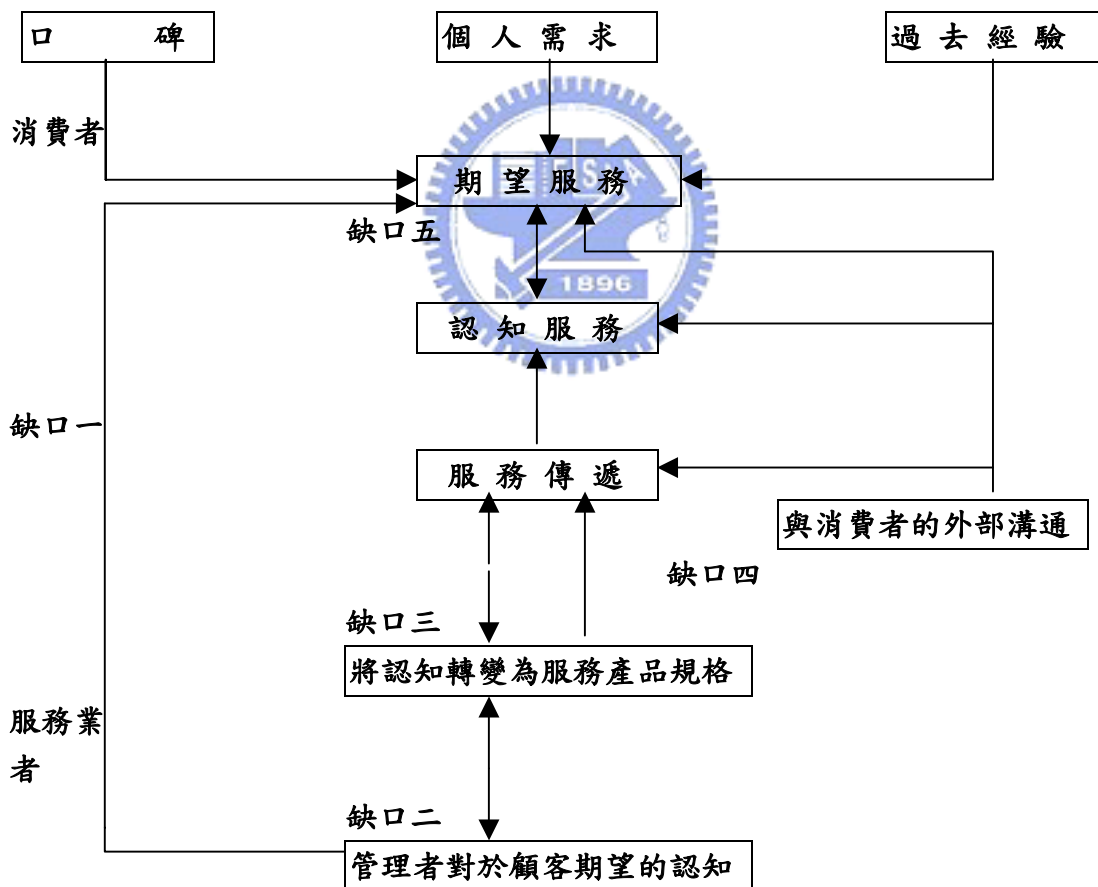 口 碑
個人需求
過去經驗
消費者
期望服務
缺口五
1896
認知服務
缺口一
服務傳遞
與消費者的外部溝通
缺口四
缺口三
將認知轉變為服務產品規格
服務業
者
缺口二
管理者對於顧客期望的認知